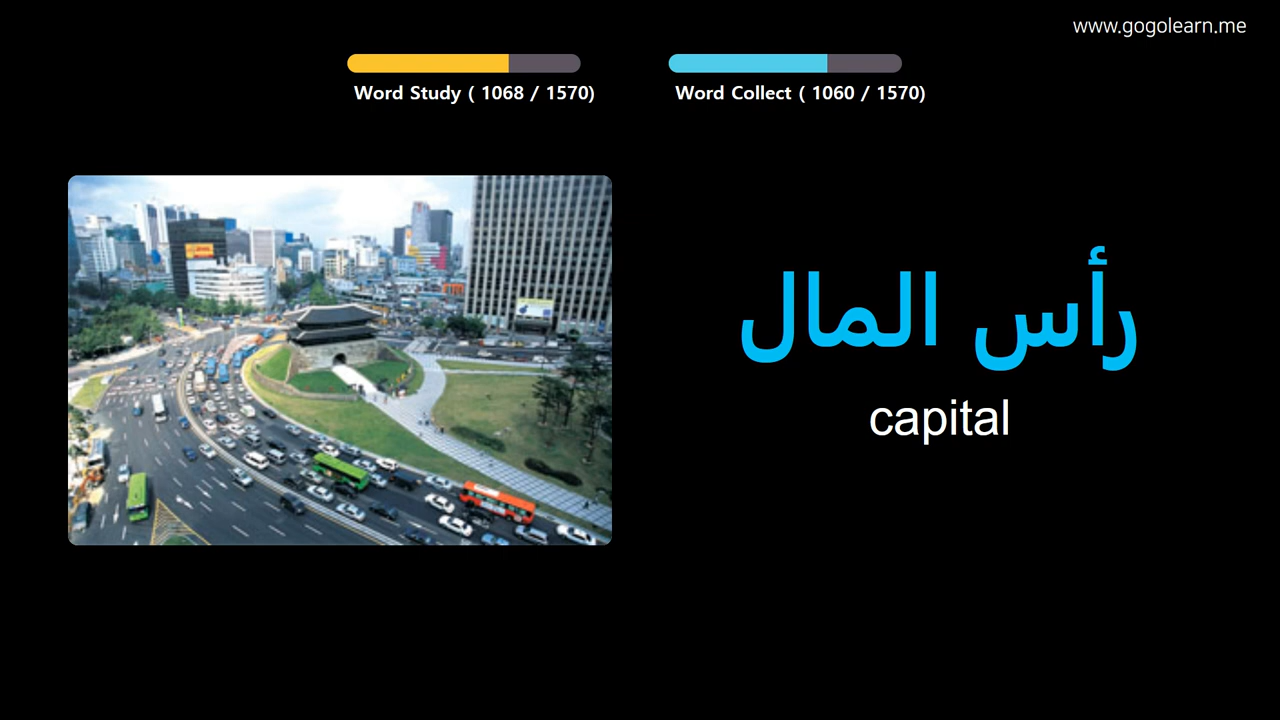 www.gogolearn.me
Word Study ( 1068 / 1570)
Word Collect ( 1060 / 1570)
رأس المال
capital